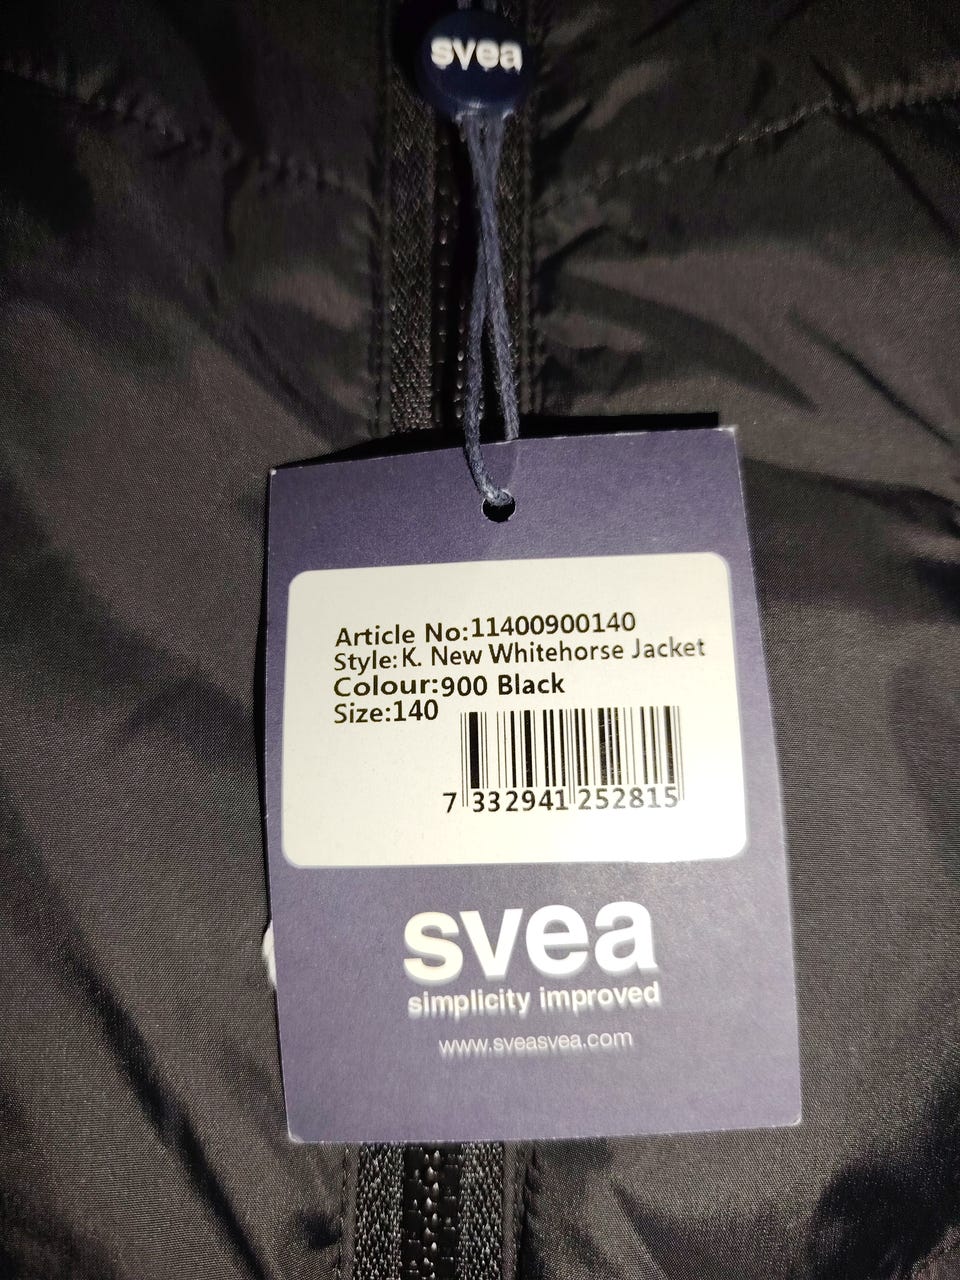 svea
Article No:11400900140
Style:K. New Whitehorse Jacket
Colour:900 Black
Size:140
7 332941 252815
svea
simplicity improved
www.sveasvea.com